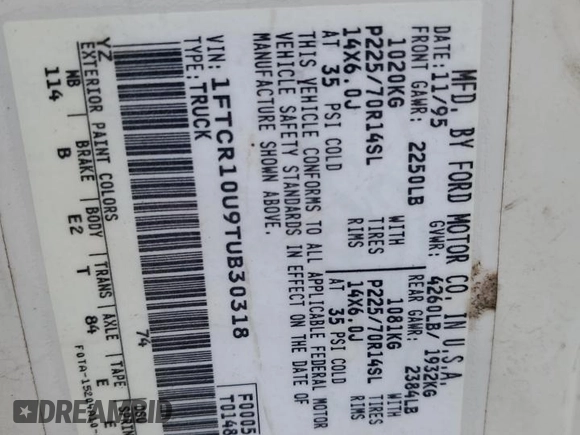 MFD. BY FORD MOTOR CO. IN U.S.A.
DATE: 11/95 GVWR: 4260LB/ 1932KG
FRONT GAWR: 2250LB REAR GAWR: 2384LB
1020KG WITH 1081KG WITH
P225/70R14SL TIRES P225/70R14SL TIRES
14X6.0J RIMS 14X6.0J RIMS
AT 35 PSI COLD AT 35 PSI COLD
THIS VEHICLE CONFORMS TO ALL APPLICABLE FEDERAL MOTOR
VEHICLE SAFETY STANDARDS IN EFFECT ON THE DATE OF
MANUFACTURE SHOWN ABOVE.
F0005
T0148
VIN: 1FTCR10U9TUB30318
TYPE: TRUCK
YZ 74
EXTERIOR PAINT COLORS
WB BRAKE BODY TRANS AXLE TAPE
114 B E2 T 84 E
DREAMBID